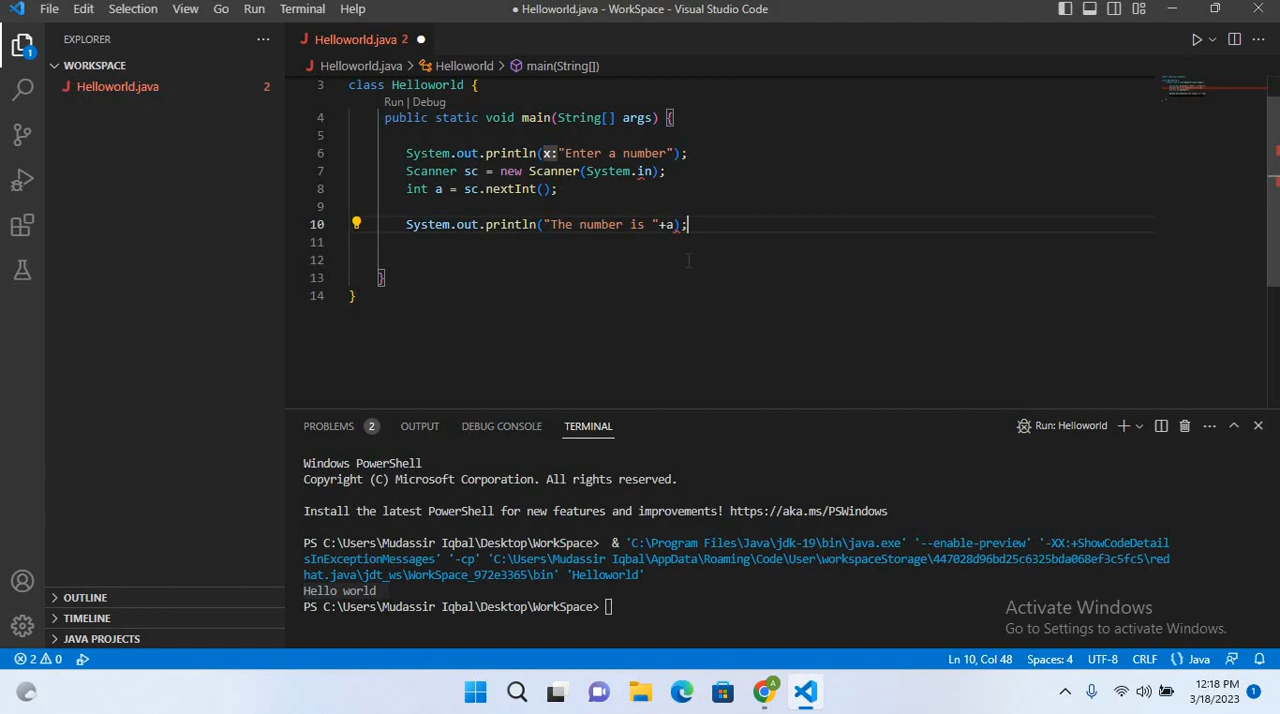 File Edit Selection View Go Run Terminal Help
● Helloworld.java - WorkSpace - Visual Studio Code
EXPLORER
1
WORKSPACE
Helloworld.java 2
Helloworld.java 2
Helloworld.java > Helloworld > main(String[])
3 class Helloworld {
Run | Debug
4 public static void main(String[] args) {
5
6 System.out.println(x:"Enter a number");
7 Scanner sc = new Scanner(System.in);
8 int a = sc.nextInt();
9
10 System.out.println("The number is "+a);
11
12
13 }
14 }
OUTLINE
TIMELINE
JAVA PROJECTS
PROBLEMS 2 OUTPUT DEBUG CONSOLE TERMINAL
Run: Helloworld
Windows PowerShell
Copyright (C) Microsoft Corporation. All rights reserved.
Install the latest PowerShell for new features and improvements! https://aka.ms/PSWindows
PS C:\Users\Mudassir Iqbal\Desktop\WorkSpace>  & 'C:\Program Files\Java\jdk-19\bin\java.exe' '--enable-preview' '-XX:+ShowCodeDetail
sInExceptionMessages' '-cp' 'C:\Users\Mudassir Iqbal\AppData\Roaming\Code\User\workspaceStorage\447028d96bd25c6325bda068ef3c5fc5\red
hat.java\jdt_ws\WorkSpace_972e3365\bin' 'Helloworld'
Hello world
PS C:\Users\Mudassir Iqbal\Desktop\WorkSpace>
Activate Windows
Go to Settings to activate Windows.
2 0
Ln 10, Col 48 Spaces: 4 UTF-8 CRLF {} Java
A
12:18 PM
3/18/2023
1